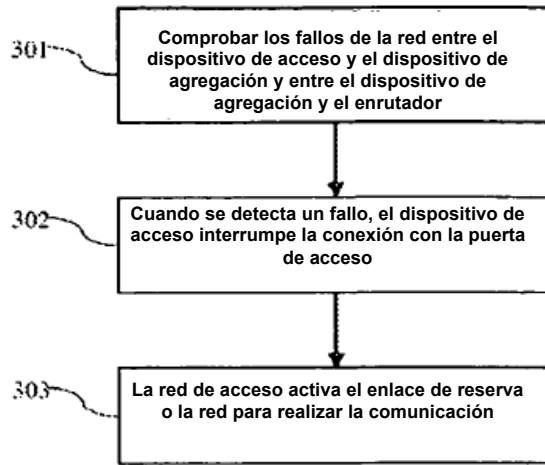 301
Comprobar los fallos de la red entre el
dispositivo de acceso y el dispositivo de
agregación y entre el dispositivo de
agregación y el enrutador
302
Cuando se detecta un fallo, el dispositivo de
acceso interrumpe la conexión con la puerta
de acceso
303
La red de acceso activa el enlace de reserva
o la red para realizar la comunicación